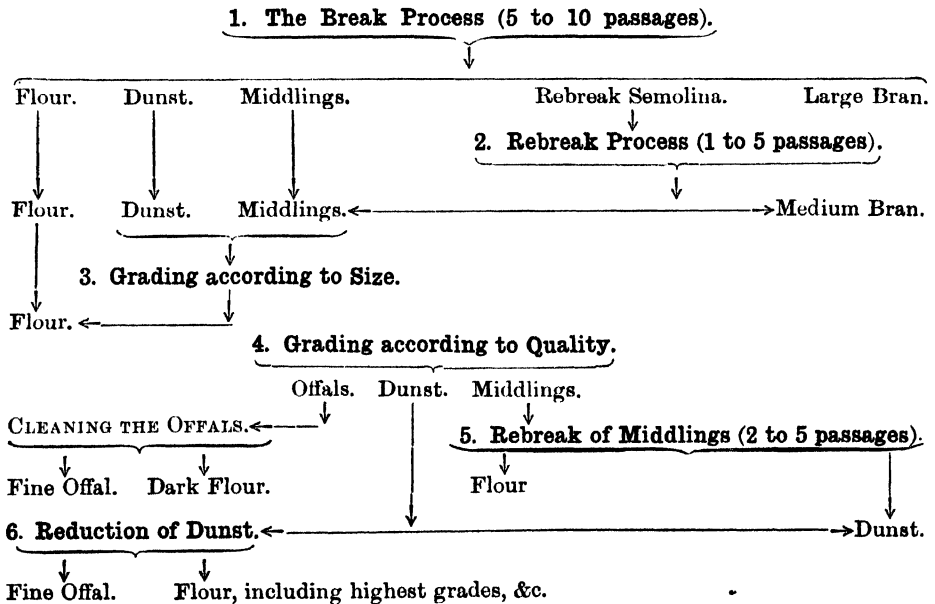 1. The Break Process (5 to 10 passages).
Flour. Dunst. Middlings. Rebreak Semolina. Large Bran.
2. Rebreak Process (1 to 5 passages).
Flour. Dunst. Middlings. Medium Bran.
3. Grading according to Size.
Flour.
4. Grading according to Quality.
Offals. Dunst. Middlings.
CLEANING THE OFFALS.
5. Rebreak of Middlings (2 to 5 passages).
Fine Offal. Dark Flour. Flour
6. Reduction of Dunst. Dunst.
Fine Offal. Flour, including highest grades, &c.